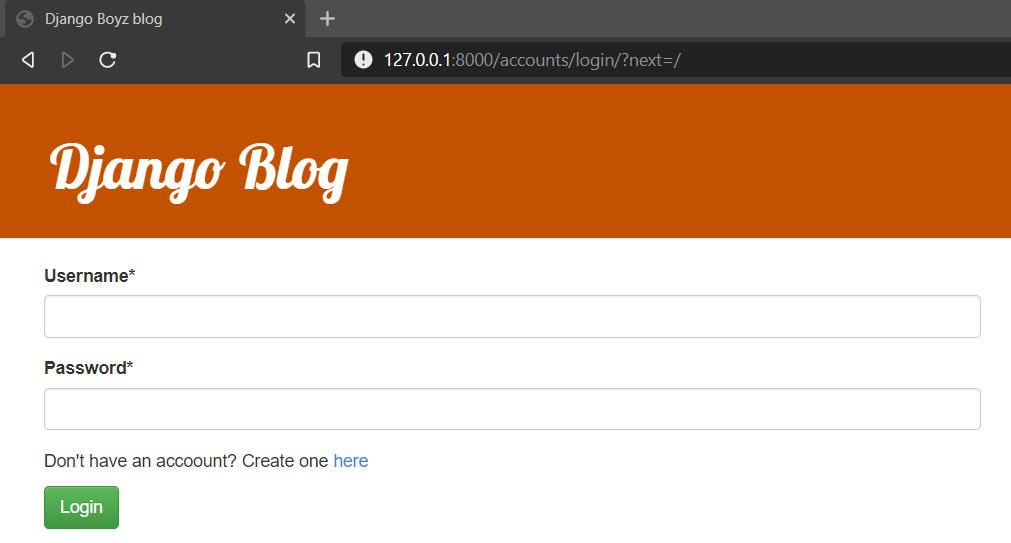 Django Boyz blog
127.0.0.1:8000/accounts/login/?next=/
Django Blog
Username*
Password*
Don't have an accoount? Create one here
Login